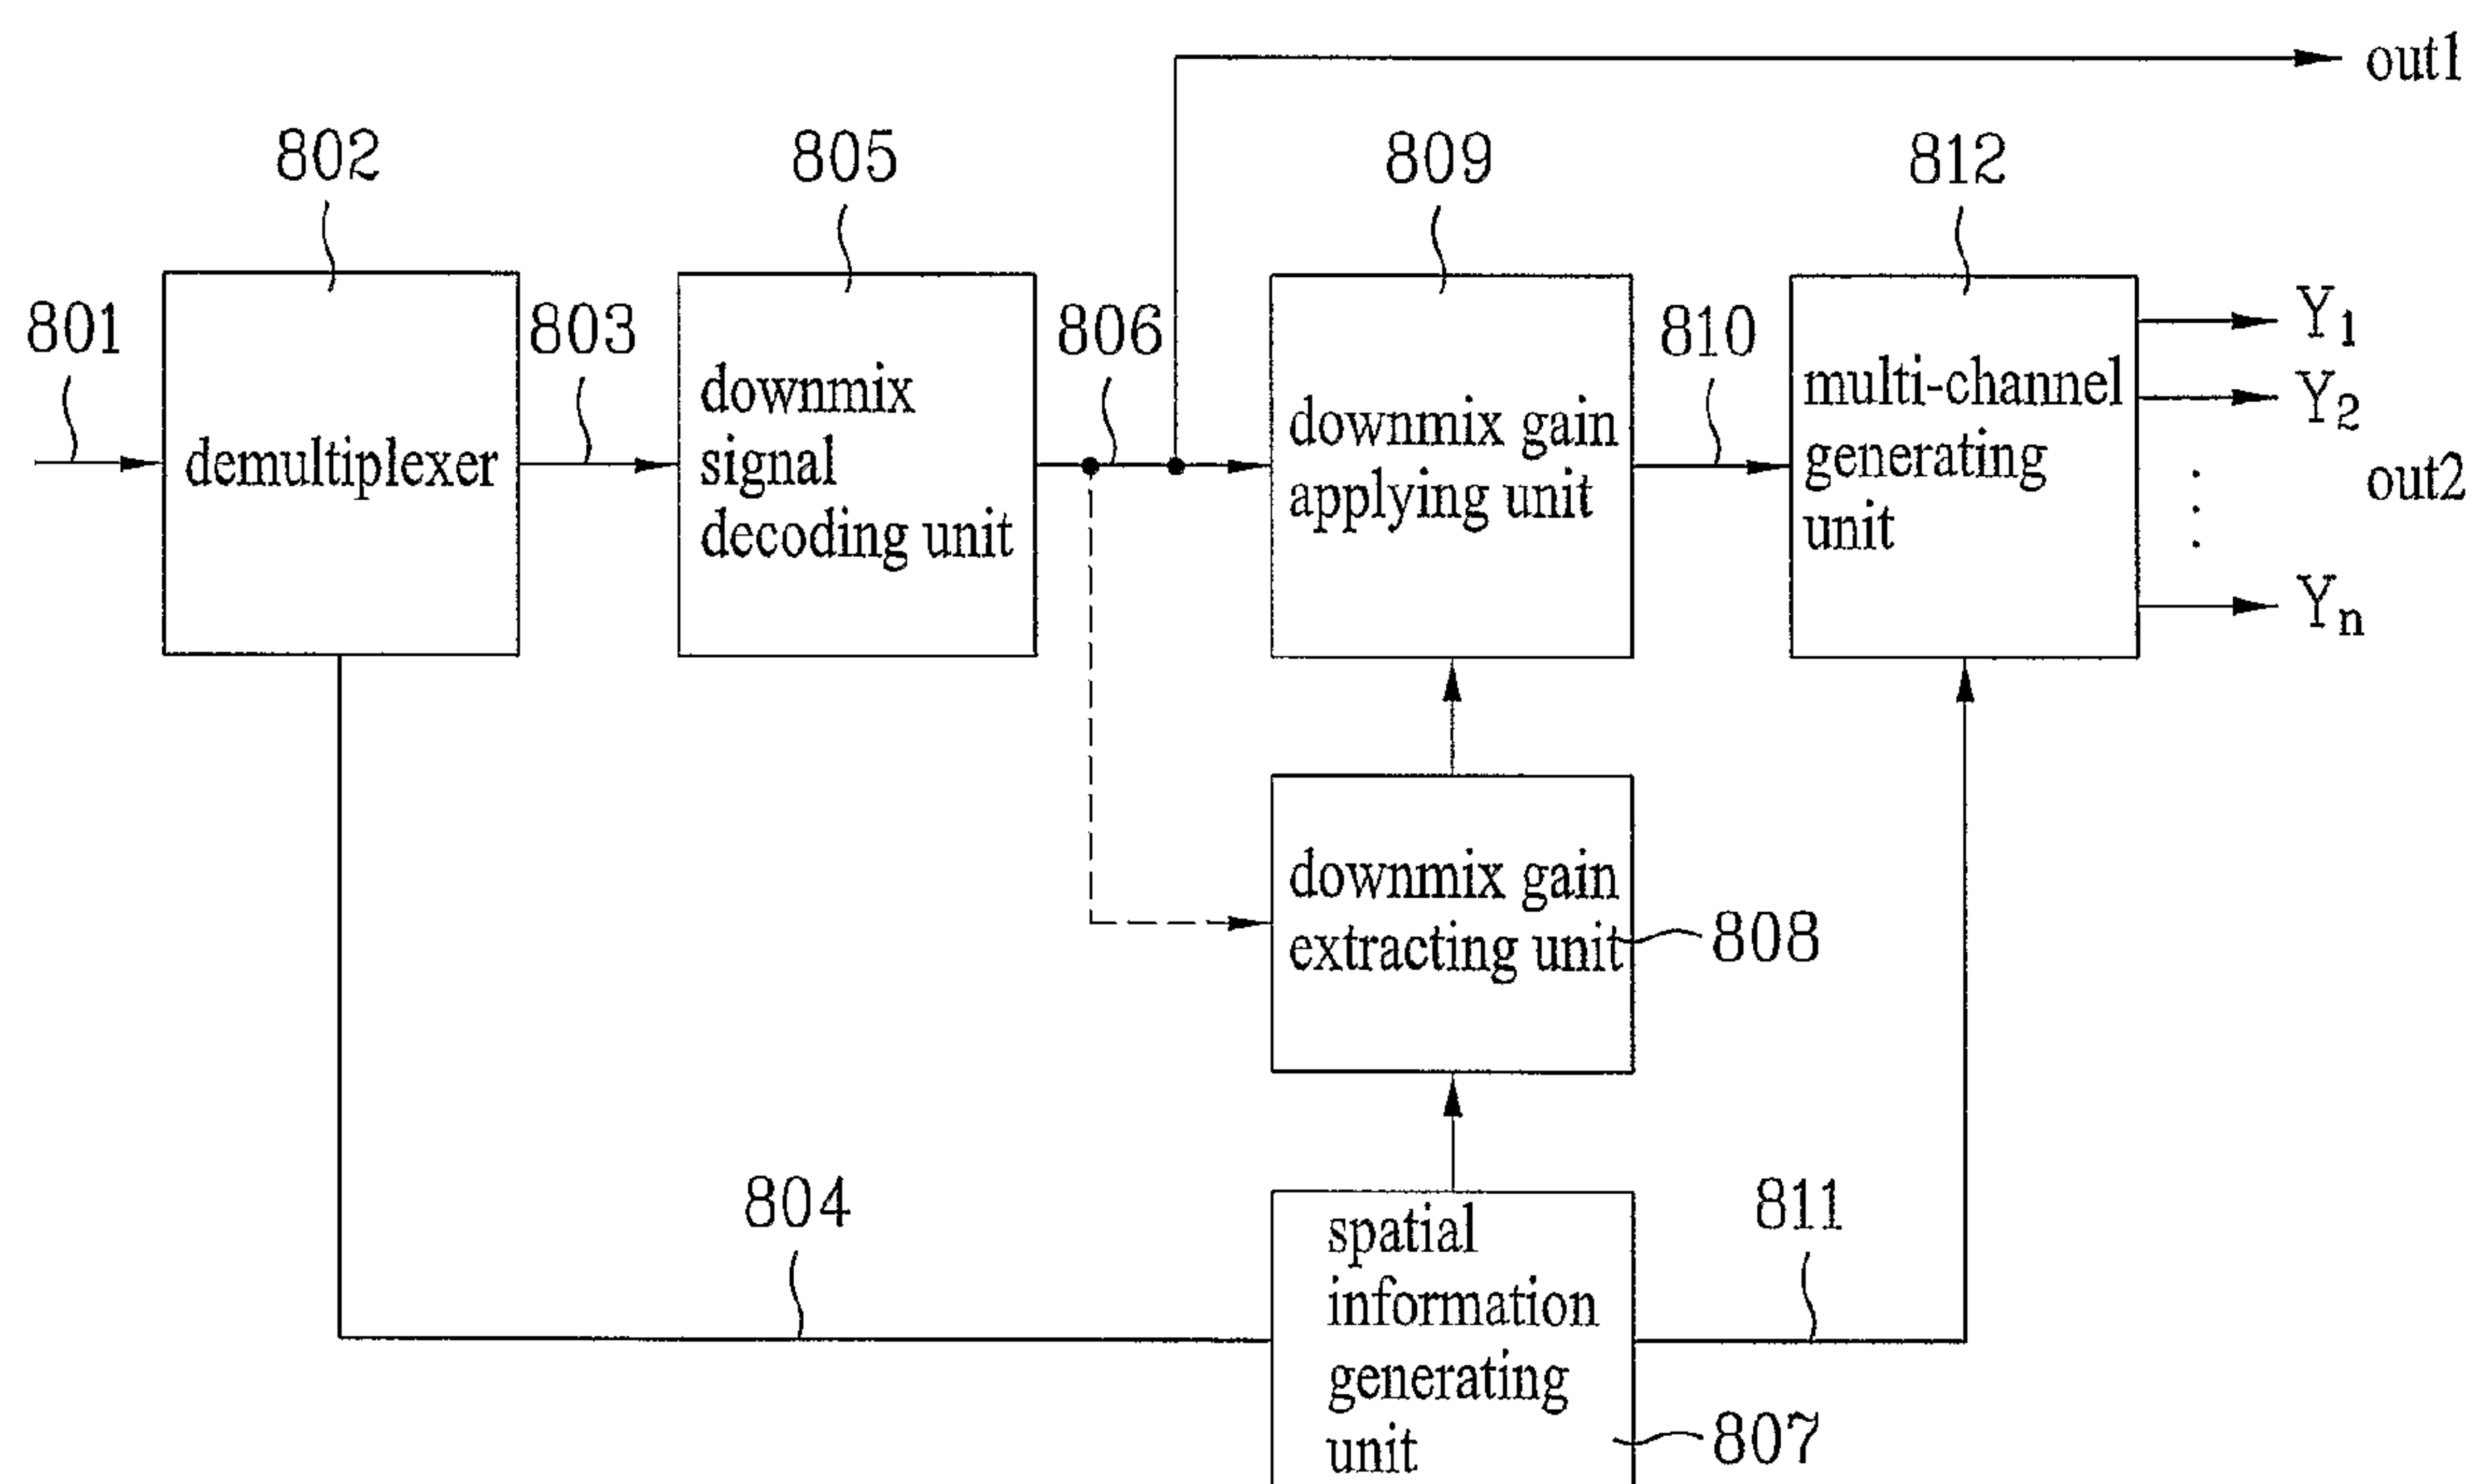 out1
802
805
809
812
801
803
806
810
demultiplexer
downmix
signal
decoding unit
downmix gain
applying unit
multi-channel
generating
unit
Y1
Y2
out2
Yn
downmix gain
extracting unit
808
804
811
spatial
information
generating
unit
807